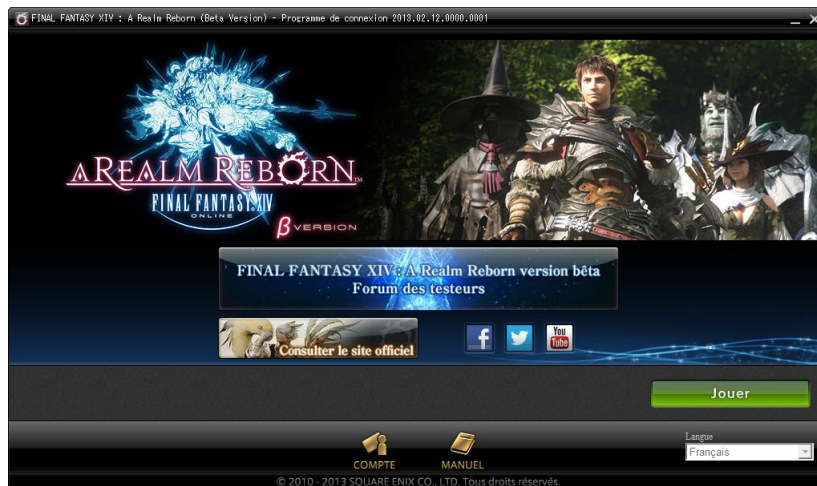 FINAL FANTASY XIV : A Realm Reborn (Beta Version) - Programme de connexion 2013.02.12.0000.0001
A REALM REBORN™
FINAL FANTASY XIV
ONLINE
β VERSION
FINAL FANTASY XIV : A Realm Reborn version bêta
Forum des testeurs
Consulter le site officiel
f
You
Tube
Jouer
COMPTE
MANUEL
Langue
Français
© 2010 - 2013 SQUARE ENIX CO., LTD. Tous droits réservés.